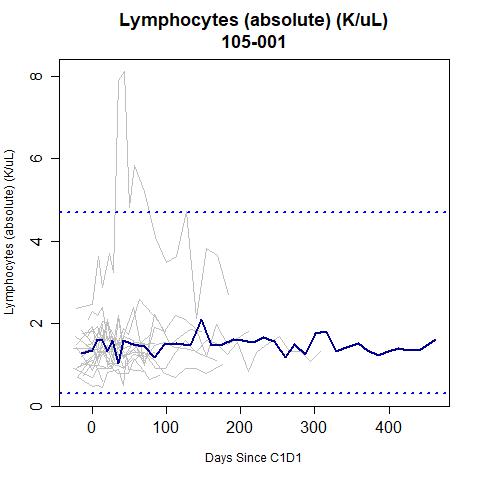 Lymphocytes (absolute) (K/uL)
105-001
Lymphocytes (absolute) (K/uL)
8
6
4
2
0
0 100 200 300 400
Days Since C1D1